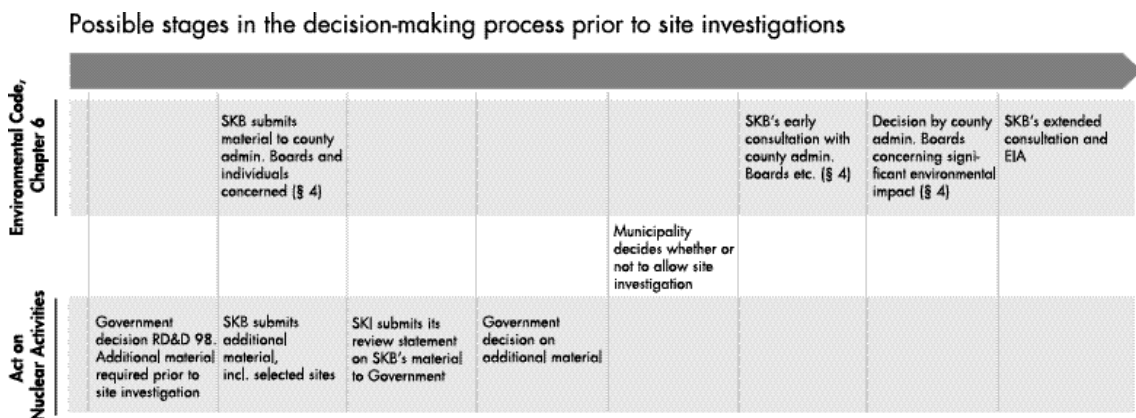 Possible stages in the decision-making process prior to site investigations
Environmental Code,
Chapter 6
SKB submits
material to county
admin. Boards and
individuals
concerned (§ 4)
SKB's early
consultation with
county admin.
Boards etc. (§ 4)
Decision by county
admin. Boards
concerning signi-
ficant environmental
impact (§ 4)
SKB's extended
consultation and
EIA
Municipality
decides whether or
not to allow site
investigation
Act on
Nuclear Activities
Government
decision RD&D 98.
Additional material
required prior to
site investigation
SKB submits
additional
material,
incl. selected sites
SKI submits its
review statement
on SKB's material
to Government
Government
decision on
additional material